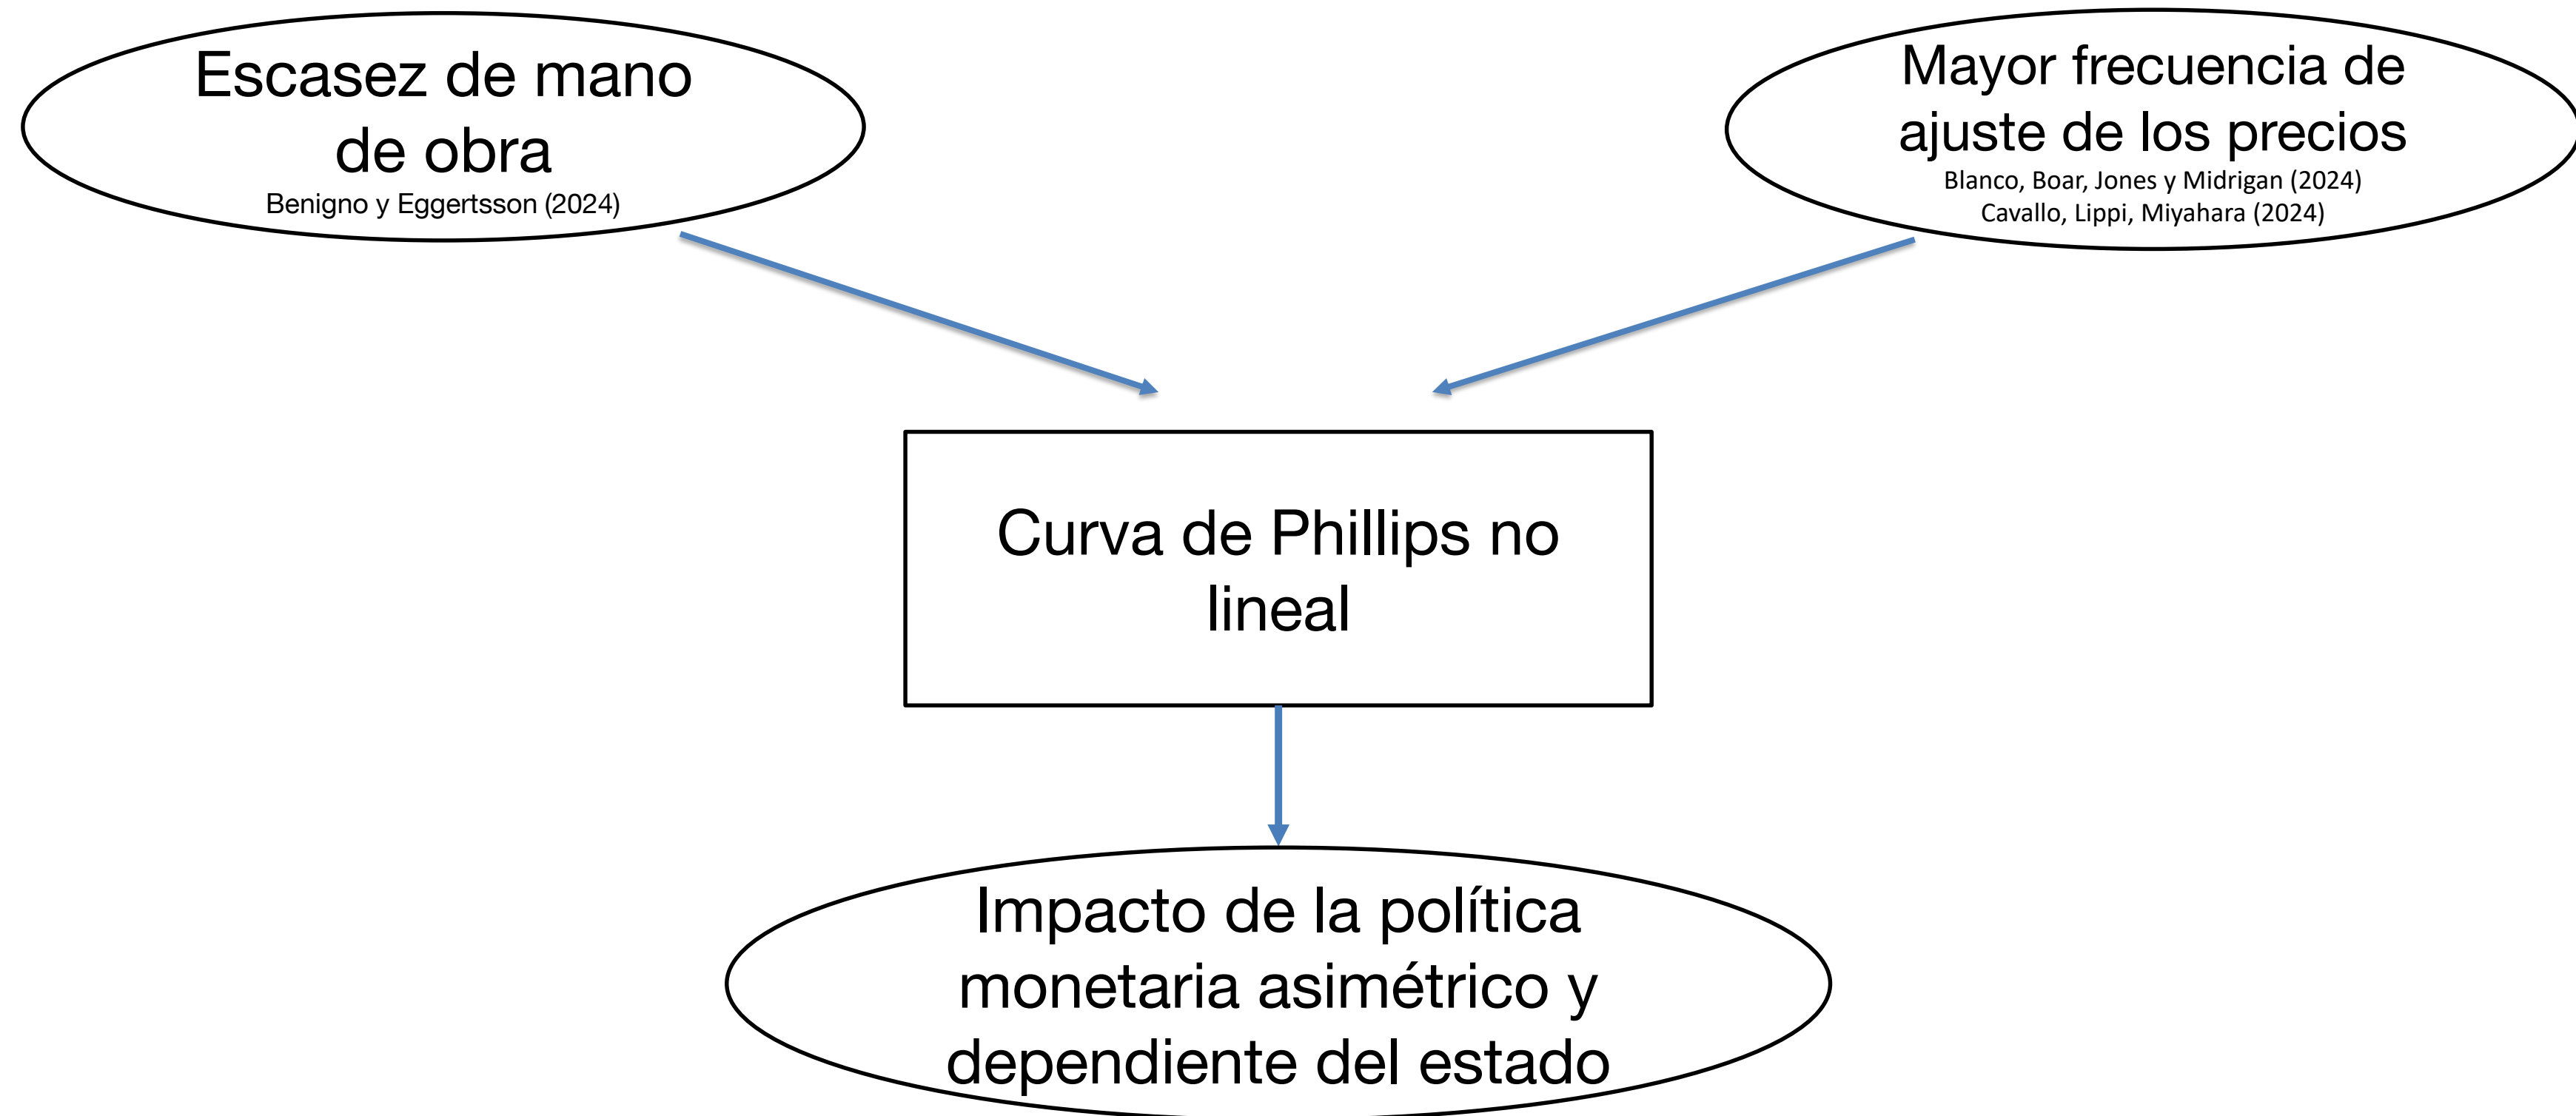 Escasez de mano
de obra
Benigno y Eggertsson (2024)
Mayor frecuencia de
ajuste de los precios
Blanco, Boar, Jones y Midrigan (2024)
Cavallo, Lippi, Miyahara (2024)
Curva de Phillips no
lineal
Impacto de la política
monetaria asimétrico y
dependiente del estado